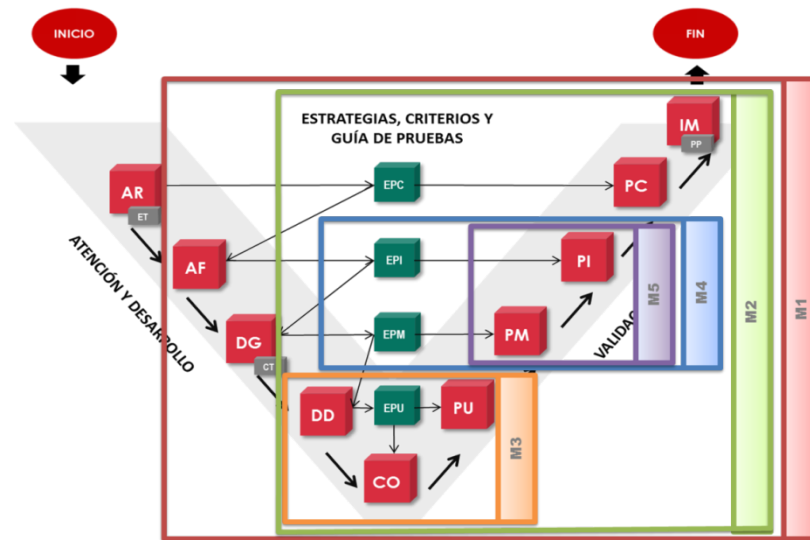 INICIO
FIN
ESTRATEGIAS, CRITERIOS Y
GUÍA DE PRUEBAS
IM
PP
AR
ET
EPC
PC
ATENCIÓN Y DESARROLLO
AF
EPI
PI
DG
CT
EPM
PM
DD
EPU
PU
CO
M3
M5
M4
M2
M1